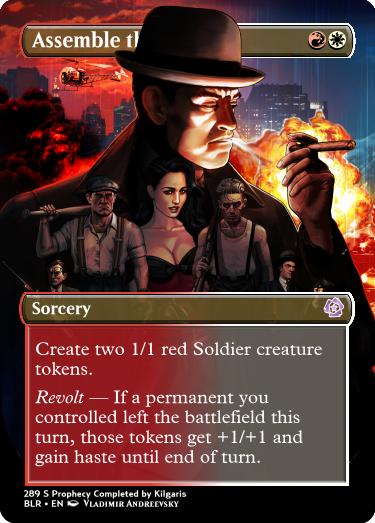 Assemble
Sorcery
Create two 1/1 red Soldier creature
tokens.
Revolt — If a permanent you
controlled left the battlefield this
turn, those tokens get +1/+1 and
gain haste until end of turn.
289 S Prophecy Completed by Kilgaris
BLR • EN Vladimir Andreevsky